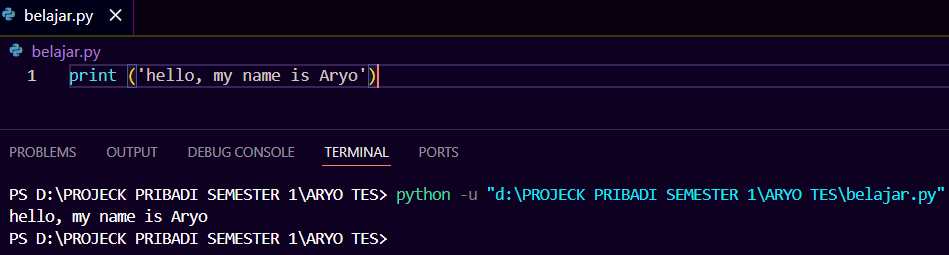 belajar.py
belajar.py
1 print ('hello, my name is Aryo')
PROBLEMS OUTPUT DEBUG CONSOLE TERMINAL PORTS
PS D:\PROJECK PRIBADI SEMESTER 1\ARYO TES> python -u "d:\PROJECK PRIBADI SEMESTER 1\ARYO TES\belajar.py"
hello, my name is Aryo
PS D:\PROJECK PRIBADI SEMESTER 1\ARYO TES>